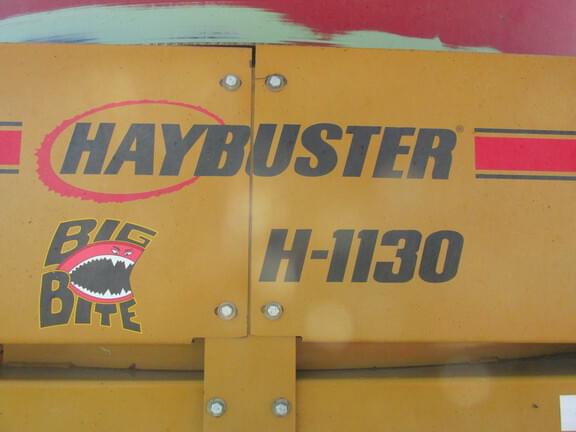 HAYBUSTER®
BIG
BITE
H-1130